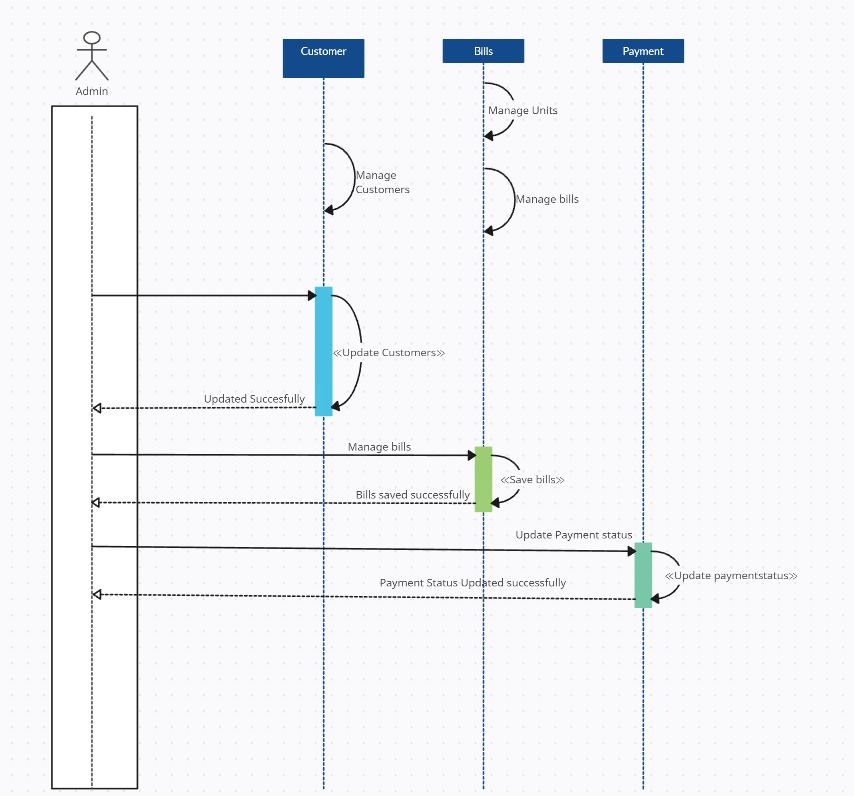 Customer
Bills
Payment
Admin
Manage Units
Manage
Customers
Manage bills
≪Update Customers≫
Updated Succesfully
Manage bills
≪Save bills≫
Bills saved successfully
Update Payment status
≪Update paymentstatus≫
Payment Status Updated successfully